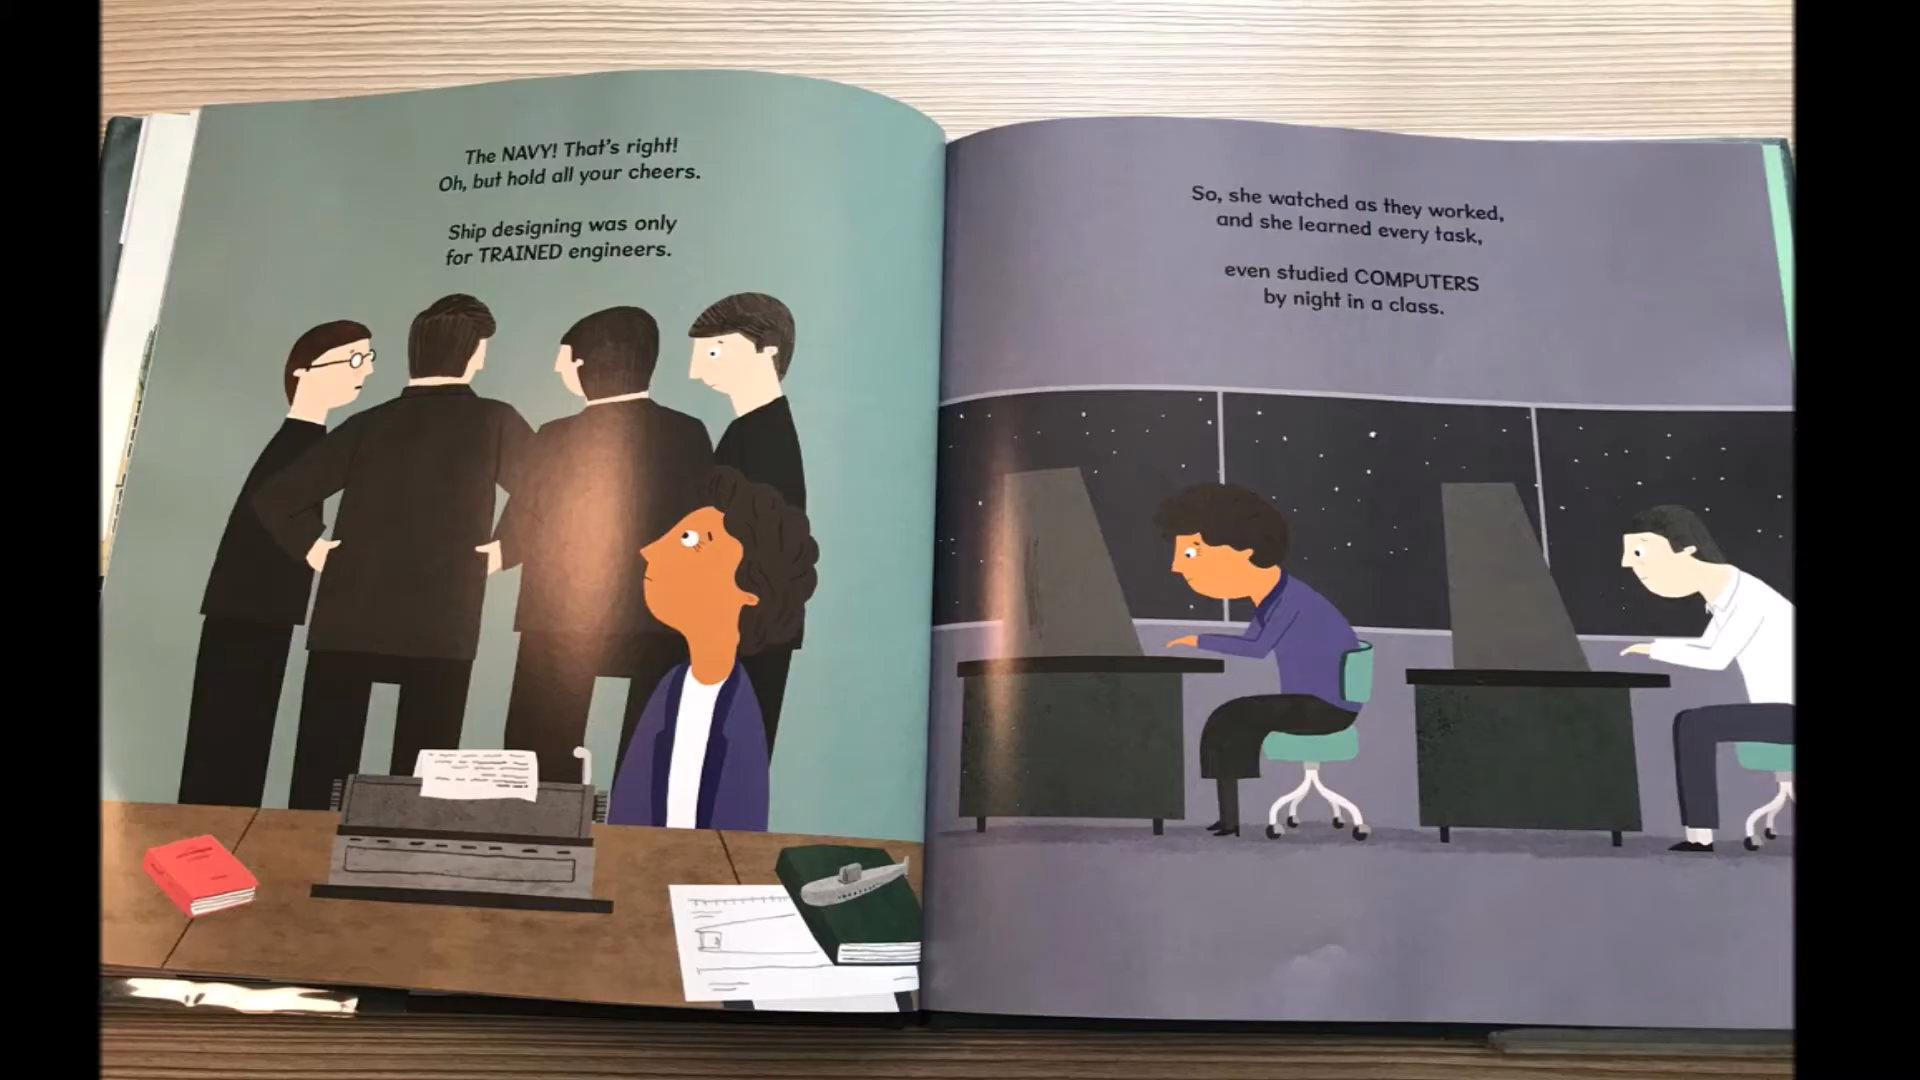 The NAVY! That's right!
Oh, but hold all your cheers.
Ship designing was only
for TRAINED engineers.
So, she watched as they worked,
and she learned every task,
even studied COMPUTERS
by night in a class.